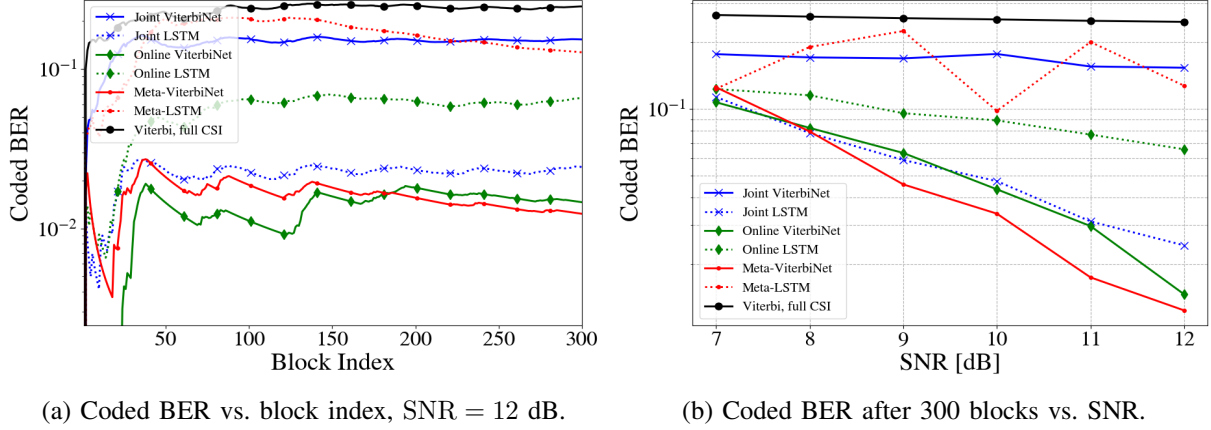 Joint ViterbiNet
Joint LSTM
Online ViterbiNet
Online LSTM
Meta-ViterbiNet
Meta-LSTM
Viterbi, full CSI
10⁻¹
10⁻²
Coded BER
50
100
150
200
250
300
Block Index
(a) Coded BER vs. block index, SNR = 12 dB.
10⁻¹
Coded BER
Joint ViterbiNet
Joint LSTM
Online ViterbiNet
Online LSTM
Meta-ViterbiNet
Meta-LSTM
Viterbi, full CSI
7
8
9
10
11
12
SNR [dB]
(b) Coded BER after 300 blocks vs. SNR.